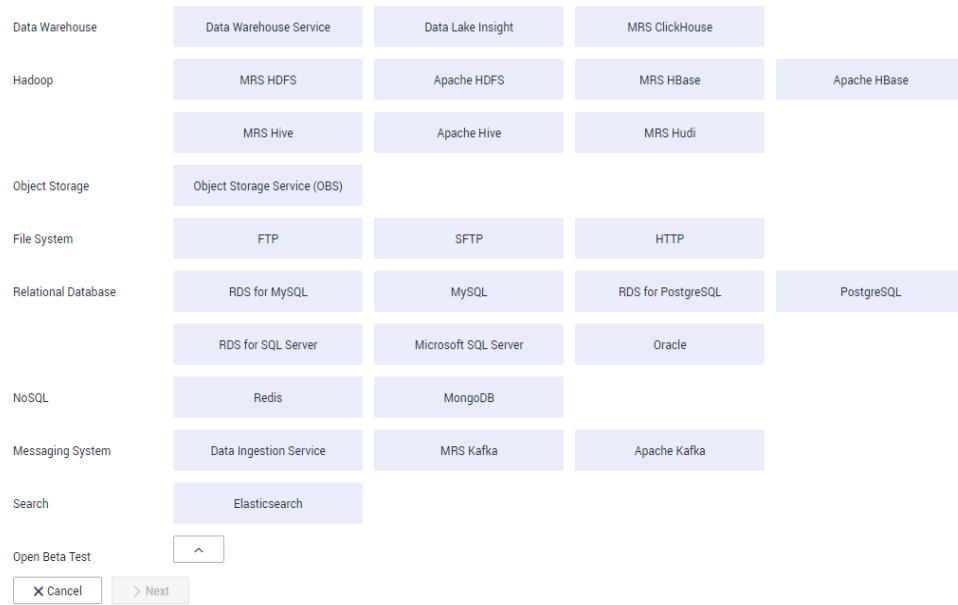 Data Warehouse Data Warehouse Service Data Lake Insight MRS ClickHouse
Hadoop MRS HDFS Apache HDFS MRS HBase Apache HBase
MRS Hive Apache Hive MRS Hudi
Object Storage Object Storage Service (OBS)
File System FTP SFTP HTTP
Relational Database RDS for MySQL MySQL RDS for PostgreSQL PostgreSQL
RDS for SQL Server Microsoft SQL Server Oracle
NoSQL Redis MongoDB
Messaging System Data Ingestion Service MRS Kafka Apache Kafka
Search Elasticsearch
Open Beta Test
Cancel Next